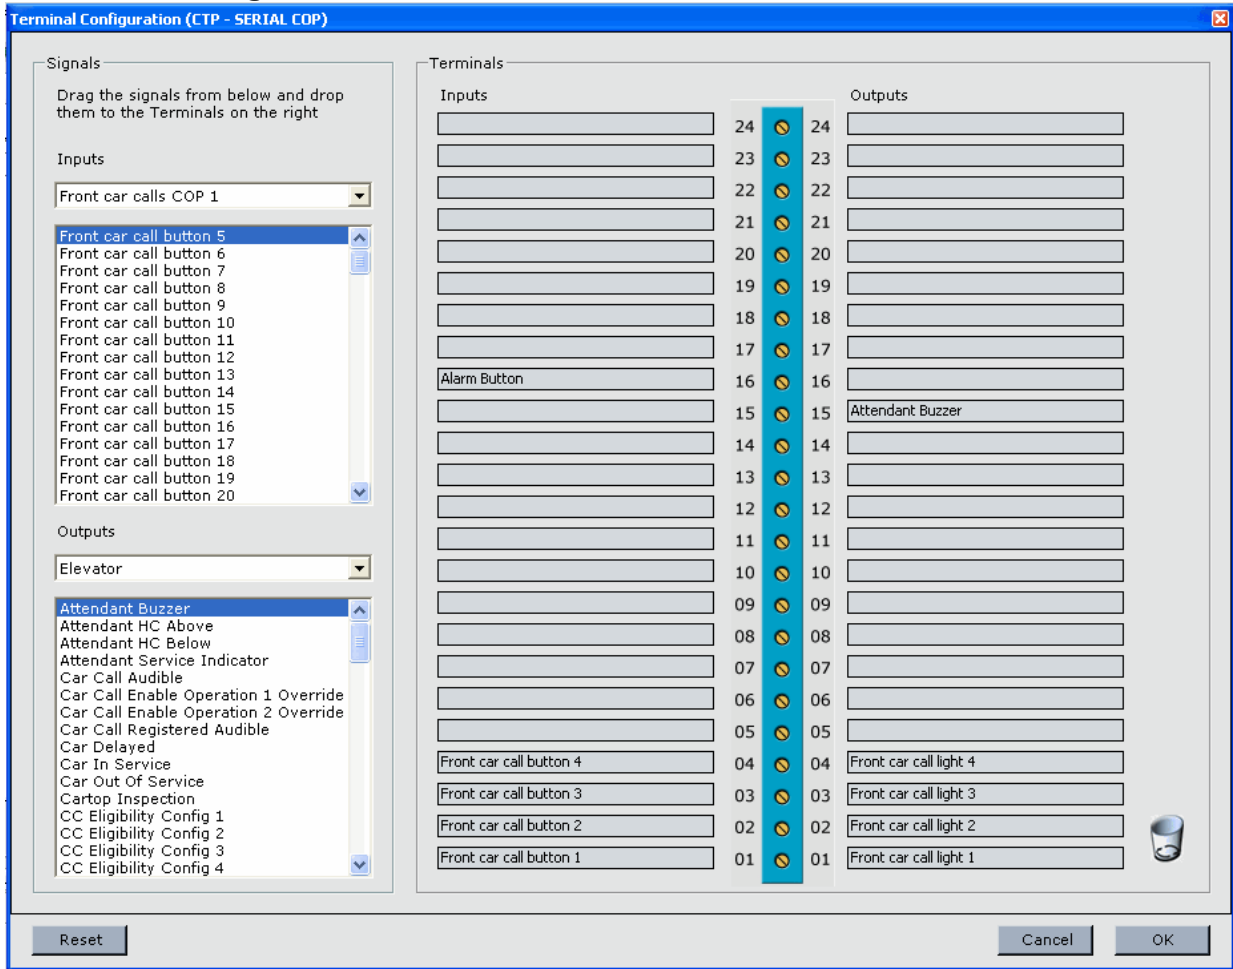 Terminal Configuration (CTP - SERIAL COP)
Signals
Drag the signals from below and drop
them to the Terminals on the right
Inputs
Front car calls COP 1
Front car call button 5
Front car call button 6
Front car call button 7
Front car call button 8
Front car call button 9
Front car call button 10
Front car call button 11
Front car call button 12
Front car call button 13
Front car call button 14
Front car call button 15
Front car call button 16
Front car call button 17
Front car call button 18
Front car call button 19
Front car call button 20
Outputs
Elevator
Attendant Buzzer
Attendant HC Above
Attendant HC Below
Attendant Service Indicator
Car Call Audible
Car Call Enable Operation 1 Override
Car Call Enable Operation 2 Override
Car Call Registered Audible
Car Delayed
Car In Service
Car Out Of Service
Cartop Inspection
CC Eligibility Config 1
CC Eligibility Config 2
CC Eligibility Config 3
CC Eligibility Config 4
Terminals
Inputs Outputs
24 24
23 23
22 22
21 21
20 20
19 19
18 18
17 17
Alarm Button 16 16
15 15 Attendant Buzzer
14 14
13 13
12 12
11 11
10 10
09 09
08 08
07 07
06 06
05 05
Front car call button 4 04 04 Front car call light 4
Front car call button 3 03 03 Front car call light 3
Front car call button 2 02 02 Front car call light 2
Front car call button 1 01 01 Front car call light 1
Reset Cancel OK